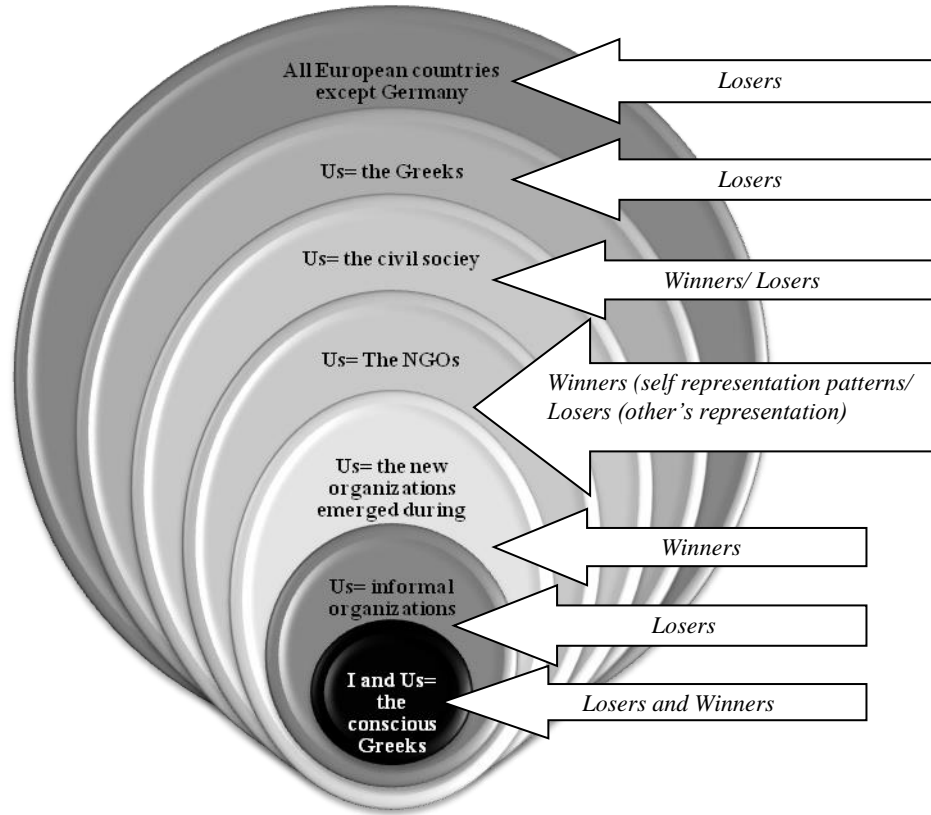 All European countries
except Germany
Losers
Us= the Greeks
Losers
Us= the civil sociey
Winners/ Losers
Us= The NGOs
Winners (self representation patterns/
Losers (other's representation)
Us= the new
organizations
emerged during
Winners
Us= informal
organizations
Losers
I and Us=
the
conscious
Greeks
Losers and Winners